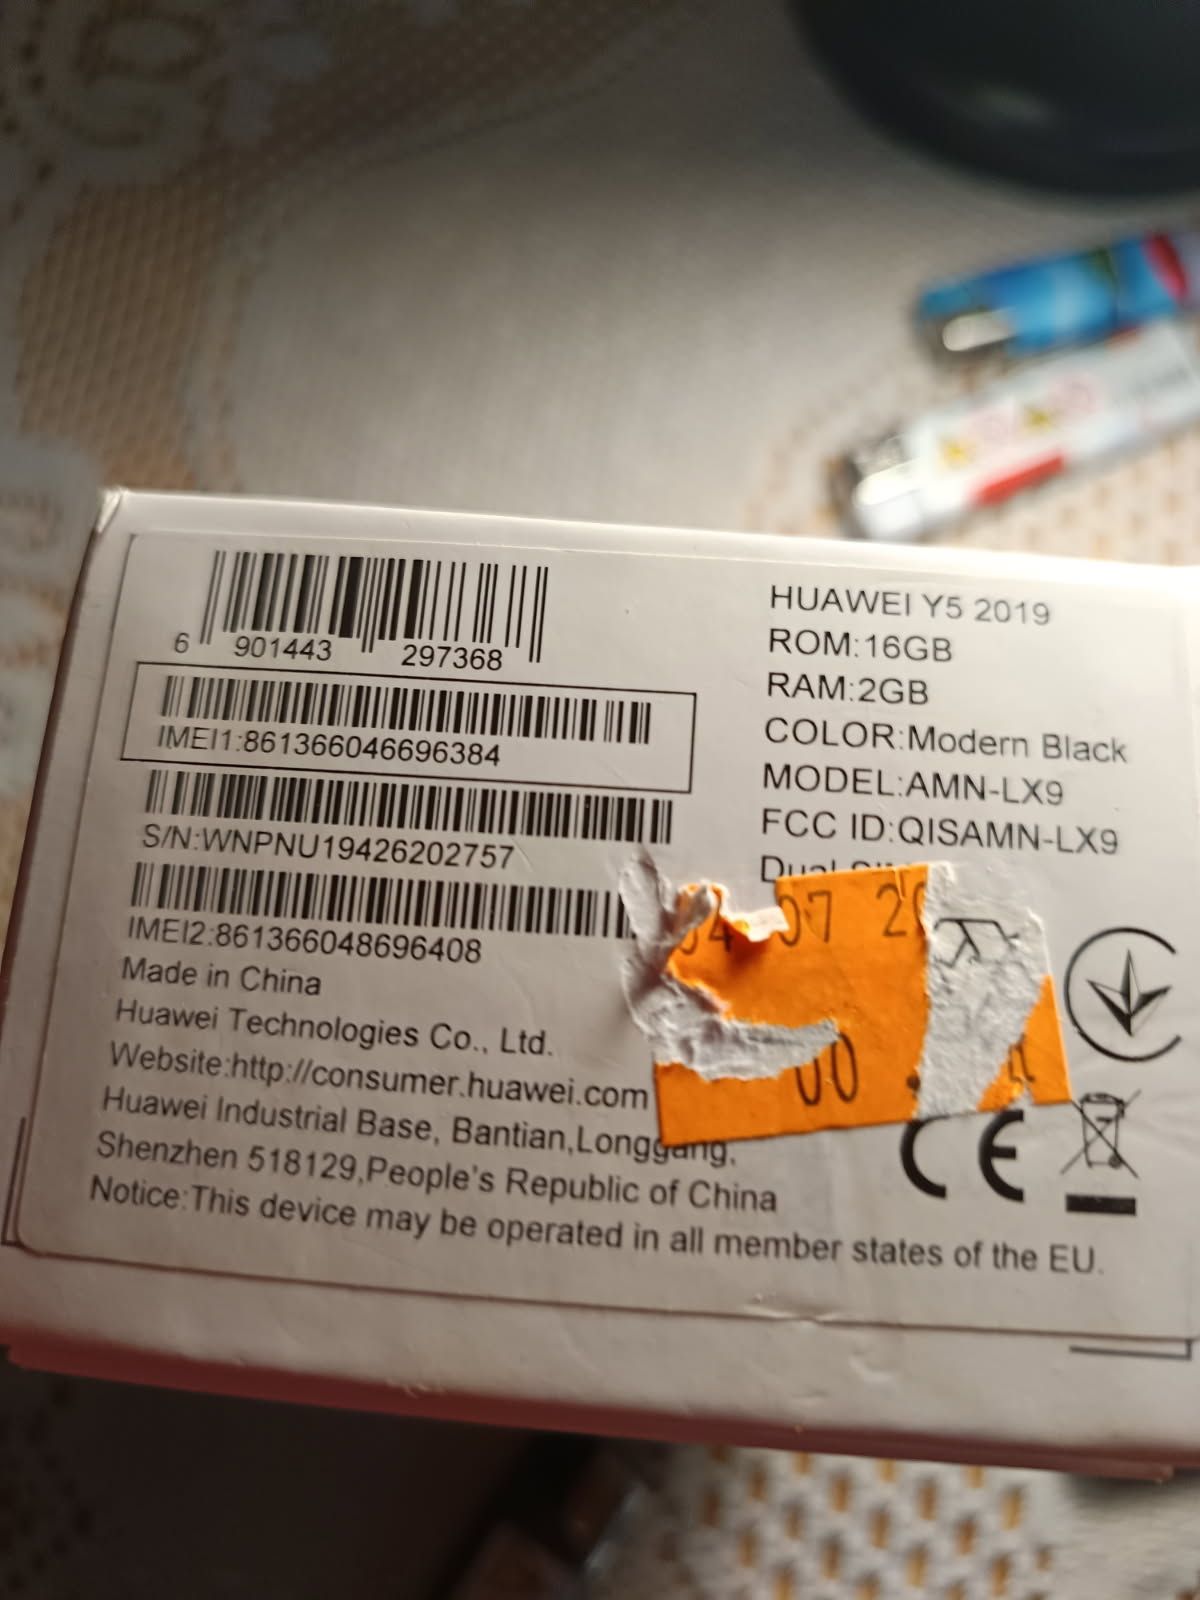 6 901443 297368
IMEI1:861366046696384
S/N:WNPNU19426202757
IMEI2:861366048696408
Made in China
Huawei Technologies Co., Ltd.
Website:http://consumer.huawei.com
Huawei Industrial Base, Bantian,Longgang,
Shenzhen 518129,People's Republic of China
Notice:This device may be operated in all member states of the EU.
HUAWEI Y5 2019
ROM:16GB
RAM:2GB
COLOR:Modern Black
MODEL:AMN-LX9
FCC ID:QISAMN-LX9
Dual
07
00
CE